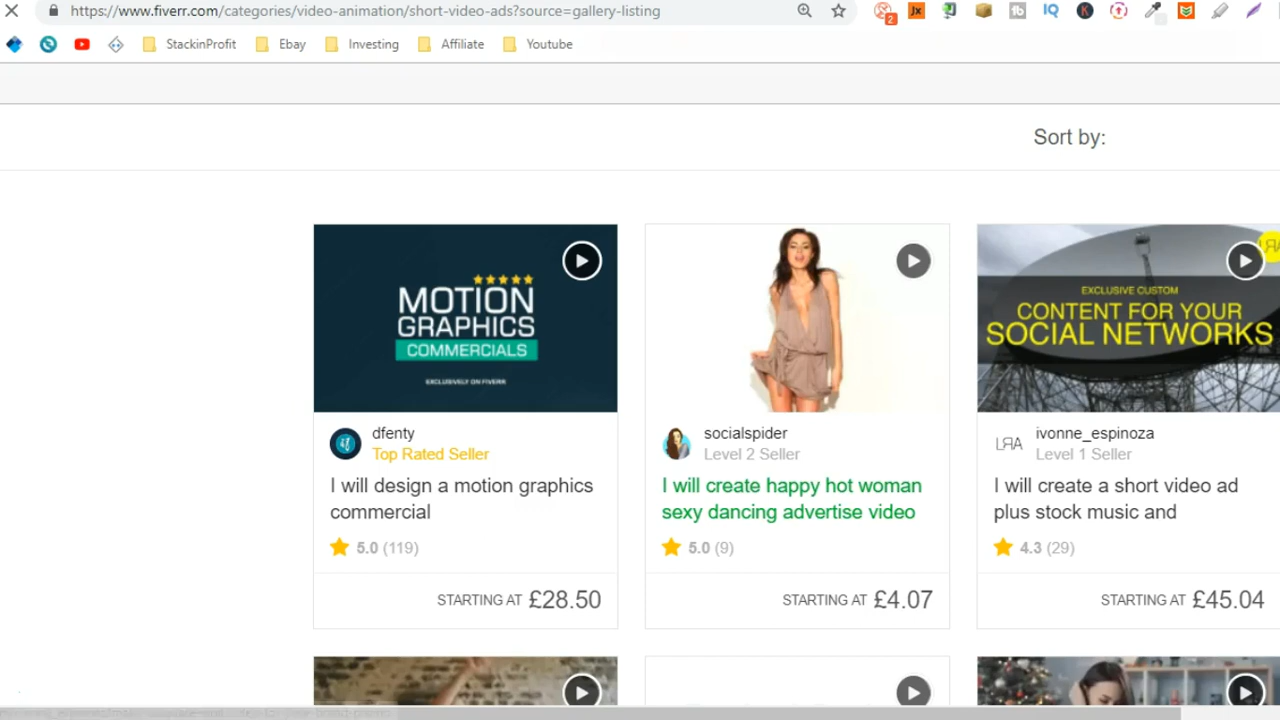 https://www.fiverr.com/categories/video-animation/short-video-ads?source=gallery-listing
2
Jx
tb
IQ
K
StackinProfit
Ebay
Investing
Affiliate
Youtube
Sort by:
MOTION
GRAPHICS
COMMERCIALS
EXCLUSIVELY ON FIVERR
dfenty
Top Rated Seller
I will design a motion graphics
commercial
5.0 (119)
STARTING AT £28.50
socialspider
Level 2 Seller
I will create happy hot woman
sexy dancing advertise video
5.0 (9)
STARTING AT £4.07
EXCLUSIVE CUSTOM
CONTENT FOR YOUR
SOCIAL NETWORKS
ivonne_espinoza
Level 1 Seller
I will create a short video ad
plus stock music and
4.3 (29)
STARTING AT £45.04